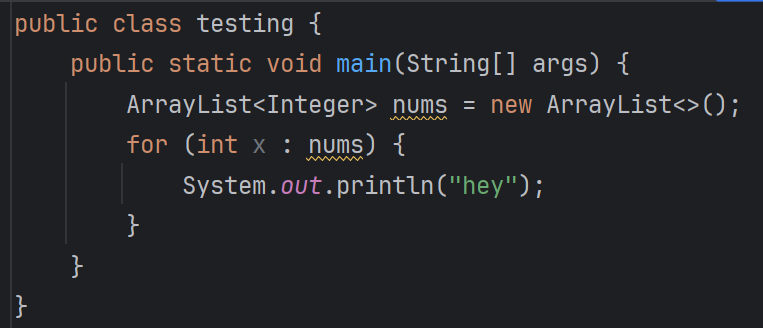 public class testing {
    public static void main(String[] args) {
        ArrayList<Integer> nums = new ArrayList<>();
        for (int x : nums) {
            System.out.println("hey");
        }
    }
}